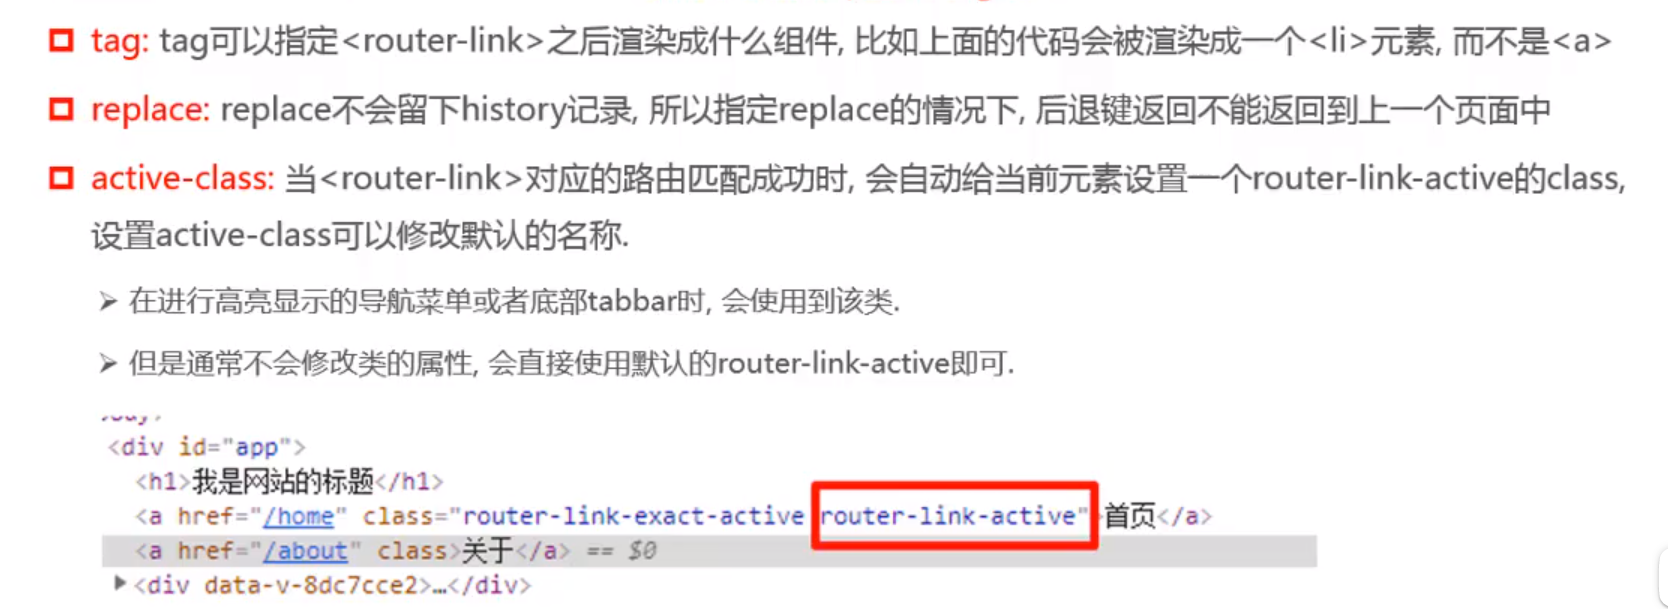 tag: tag可以指定<router-link>之后渲染成什么组件, 比如上面的代码会被渲染成一个<li>元素, 而不是<a>
replace: replace不会留下history记录, 所以指定replace的情况下, 后退键返回不能返回到上一个页面中
active-class: 当<router-link>对应的路由匹配成功时, 会自动给当前元素设置一个router-link-active的class,
设置active-class可以修改默认的名称.
在进行高亮显示的导航菜单或者底部tabbar时, 会使用到该类.
但是通常不会修改类的属性, 会直接使用默认的router-link-active即可.
<div id="app">
<h1>我是网站的标题</h1>
<a href="/home" class="router-link-exact-active router-link-active">首页</a>
<a href="/about" class>关于</a> == $0
<div data-v-8dc7cce2>…</div>